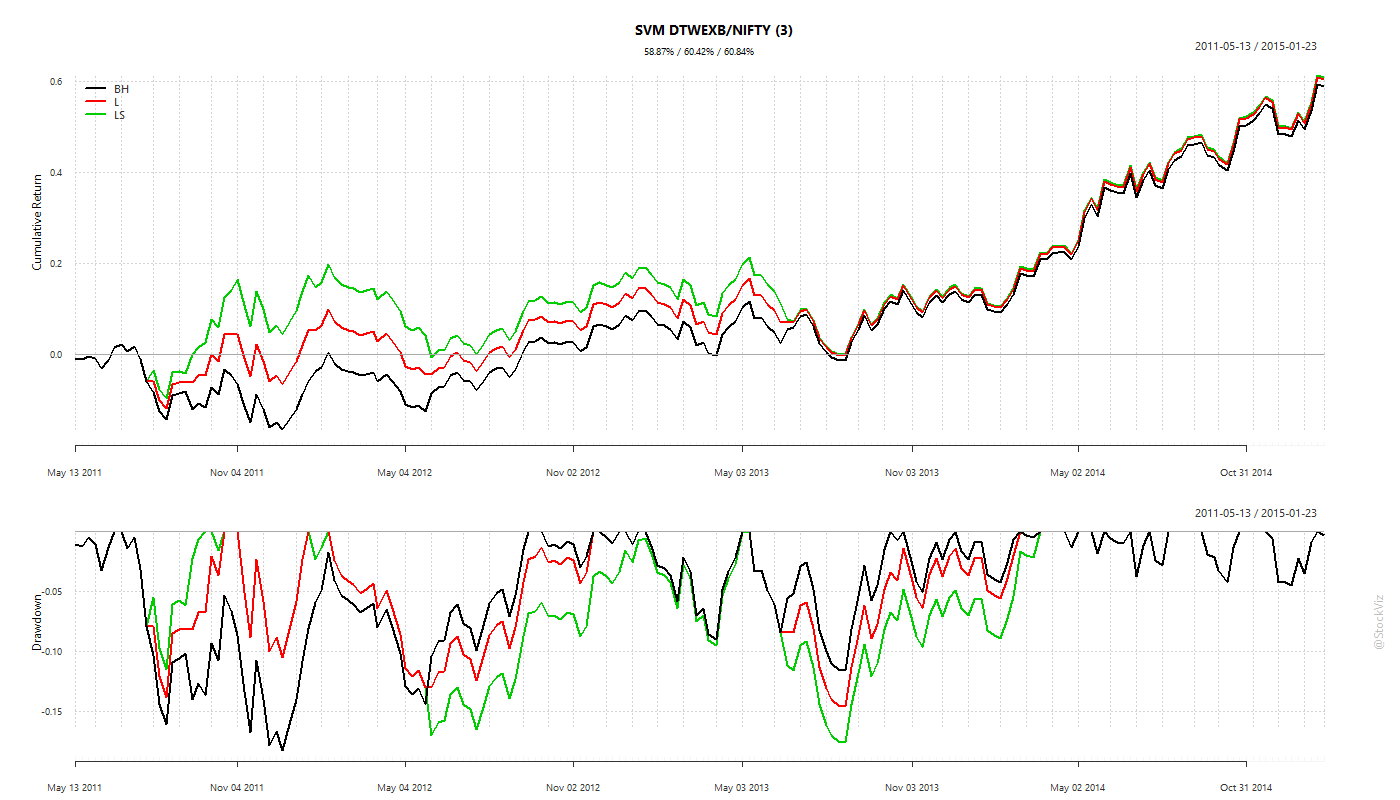 SVM DTWEXB/NIFTY (3)
58.87% / 60.42% / 60.84%
2011-05-13 / 2015-01-23
BH
L
LS
Cumulative Return
0.6
0.4
0.2
0.0
May 13 2011 Nov 04 2011 May 04 2012 Nov 02 2012 May 03 2013 Nov 03 2013 May 02 2014 Oct 31 2014
2011-05-13 / 2015-01-23
Drawdown
-0.05
-0.10
-0.15
May 13 2011 Nov 04 2011 May 04 2012 Nov 02 2012 May 03 2013 Nov 03 2013 May 02 2014 Oct 31 2014
@StockViz